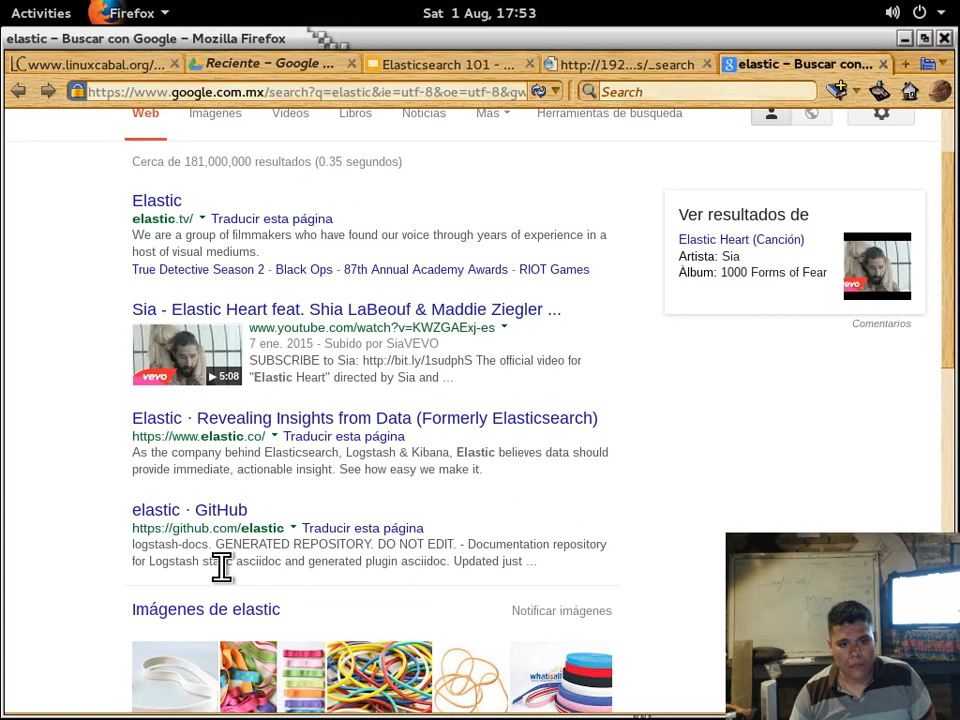 Activities Firefox Sat 1 Aug, 17:53
elastic – Buscar con Google – Mozilla Firefox
www.linuxcabal.org/... Reciente – Google ... Elasticsearch 101 - ... http://192...s/_search elastic – Buscar con...
https://www.google.com.mx/search?q=elastic&ie=utf-8&oe=utf-8&gw Search
Web Imágenes Vídeos Libros Noticias Más Herramientas de búsqueda
Cerca de 181,000,000 resultados (0.35 segundos)
Elastic
elastic.tv/ Traducir esta página
We are a group of filmmakers who have found our voice through years of experience in a
host of visual mediums.
True Detective Season 2 - Black Ops - 87th Annual Academy Awards - RIOT Games
Sia - Elastic Heart feat. Shia LaBeouf & Maddie Ziegler ...
www.youtube.com/watch?v=KWZGAExj-es
7 ene. 2015 - Subido por SiaVEVO
SUBSCRIBE to Sia: http://bit.ly/1sudphS The official video for
"Elastic Heart" directed by Sia and ...
vevo 5:08
Elastic · Revealing Insights from Data (Formerly Elasticsearch)
https://www.elastic.co/ Traducir esta página
As the company behind Elasticsearch, Logstash & Kibana, Elastic believes data should
provide immediate, actionable insight. See how easy we make it.
elastic · GitHub
https://github.com/elastic Traducir esta página
logstash-docs. GENERATED REPOSITORY. DO NOT EDIT. - Documentation repository
for Logstash static asciidoc and generated plugin asciidoc. Updated just ...
Imágenes de elastic Notificar imágenes
Ver resultados de
Elastic Heart (Canción)
Artista: Sia
Álbum: 1000 Forms of Fear
Comentarios